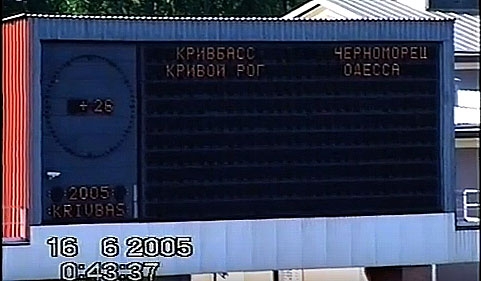 КРИВБАСС ЧЕРНОМОРЕЦ
КРИВОЙ РОГ ОДЕССА
+26
2005
KRIVBAS
16 6 2005
0:43:37